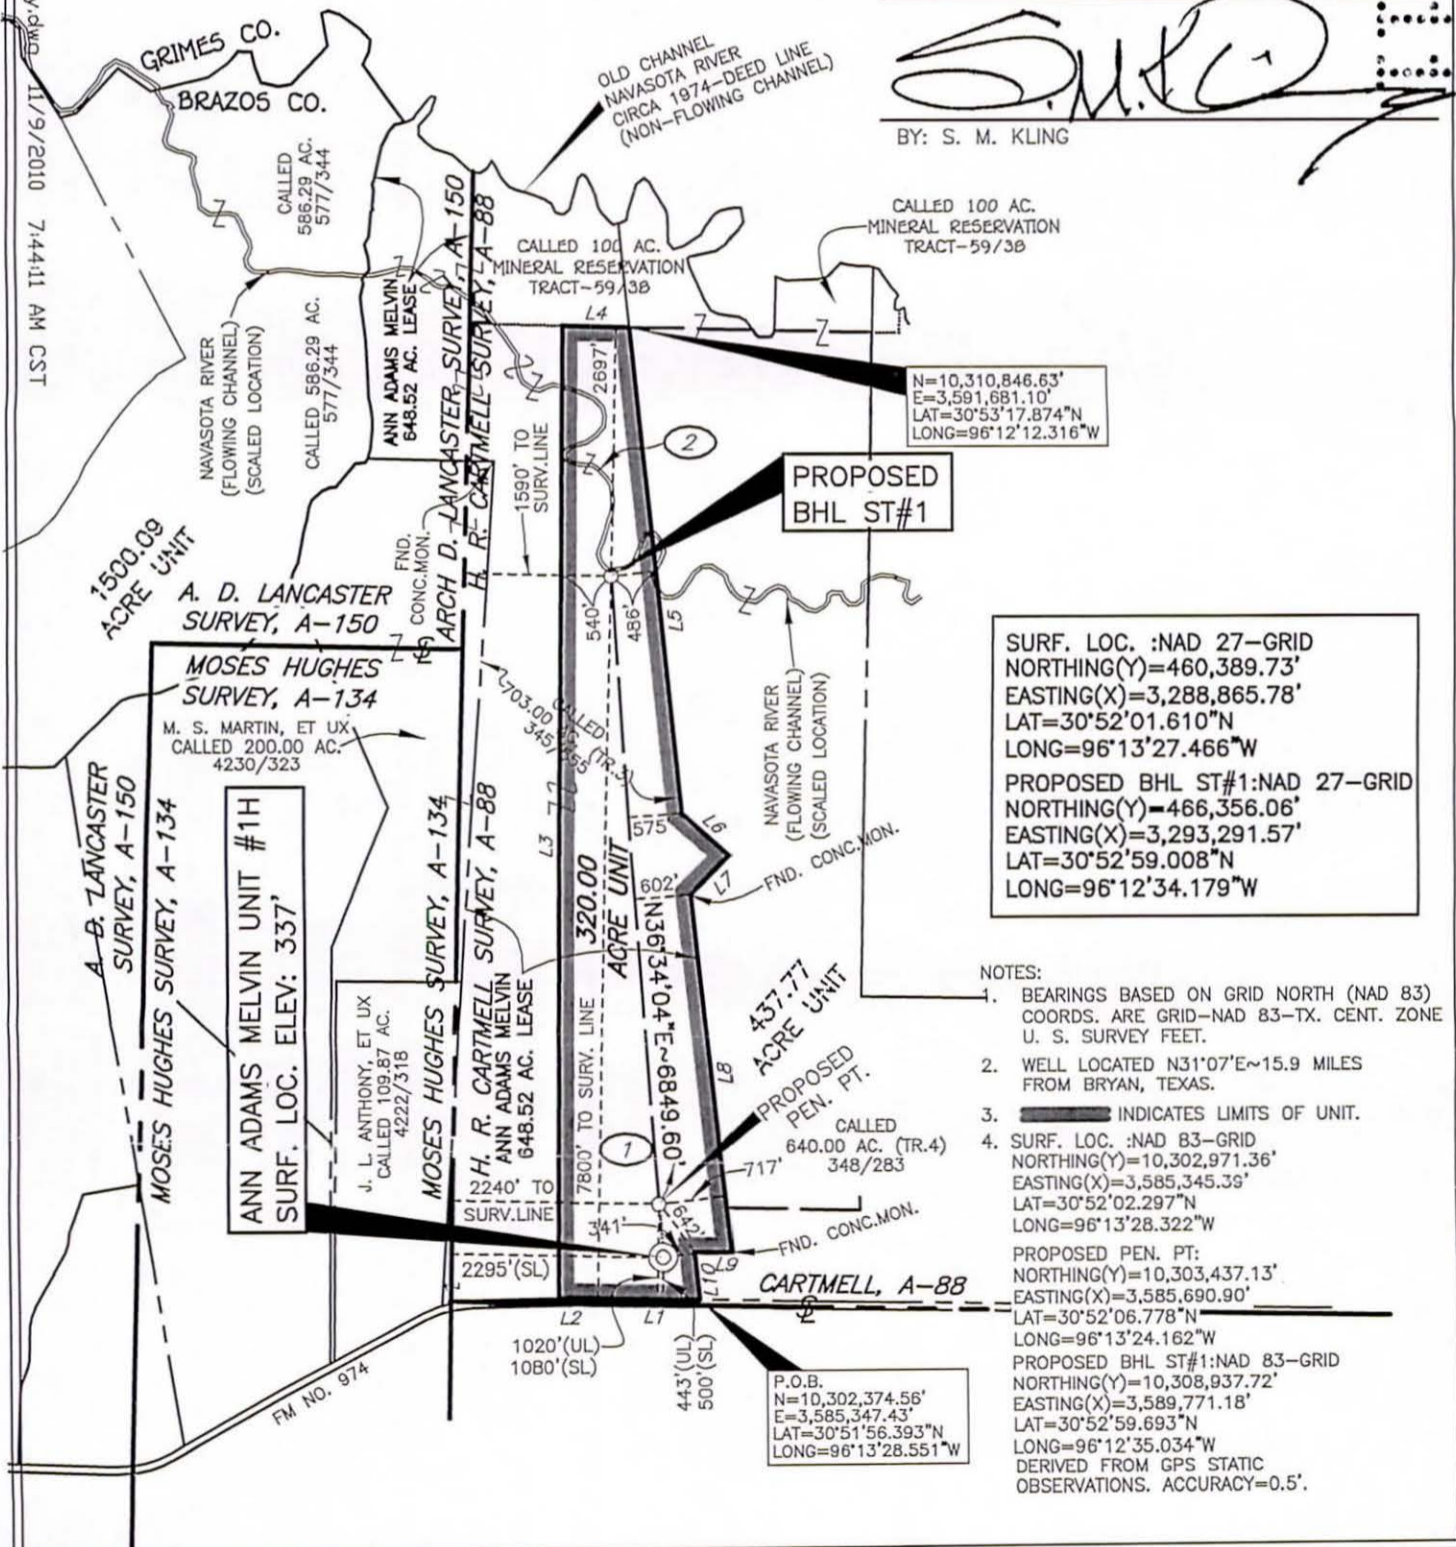 11/9/2010 7:44:11 AM CST
GRIMES CO.
BRAZOS CO.
OLD CHANNEL
NAVASOTA RIVER
CIRCA 1974-DEED LINE
(NON-FLOWING CHANNEL)
BY: S. M. KLING
CALLED
586.29 AC.
577/344
CALLED 100 AC.
MINERAL RESERVATION
TRACT-59/38
CALLED 100 AC.
MINERAL RESERVATION
TRACT-59/38
NAVASOTA RIVER
(FLOWING CHANNEL)
(SCALED LOCATION)
CALLED 586.29 AC.
577/344
ANN ADAMS MELVIN
648.52 AC. LEASE
ARCH D. LANCASTER SURVEY, A-150
H. R. CARTMELL SURVEY, A-88
L4
2697'
N=10,310,846.63'
E=3,591,681.10'
LAT=30°53'17.874"N
LONG=96°12'12.316"W
2
1590' TO
SURV.LINE
PROPOSED
BHL ST#1
FND.
CONC.MON.
1500.09
ACRE UNIT
A. D. LANCASTER
SURVEY, A-150
540'
486'
L5
MOSES HUGHES
SURVEY, A-134
M. S. MARTIN, ET UX
CALLED 200.00 AC.
4230/323
CALLED
703.00 AC. (TR.3)
345/455
NAVASOTA RIVER
(FLOWING CHANNEL)
(SCALED LOCATION)
SURF. LOC. :NAD 27-GRID
NORTHING(Y)=460,389.73'
EASTING(X)=3,288,865.78'
LAT=30°52'01.610"N
LONG=96°13'27.466"W
PROPOSED BHL ST#1:NAD 27-GRID
NORTHING(Y)=466,356.06'
EASTING(X)=3,293,291.57'
LAT=30°52'59.008"N
LONG=96°12'34.179"W
A. D. LANCASTER
SURVEY, A-150
MOSES HUGHES SURVEY, A-134
ANN ADAMS MELVIN UNIT #1H
SURF. LOC. ELEV: 337'
MOSES HUGHES SURVEY, A-134
H. R. CARTMELL SURVEY, A-88
ANN ADAMS MELVIN
648.52 AC. LEASE
J. L. ANTHONY, ET UX
CALLED 109.87 AC.
4222/318
L3
320.00
ACRE UNIT
575'
L6
L7
602'
FND. CONC.MON.
N36°34'04"E~6849.60'
7800' TO SURV. LINE
437.77
ACRE UNIT
L8
PROPOSED
PEN. PT.
1
CALLED
640.00 AC. (TR.4)
348/283
717'
2240' TO
SURV.LINE
341'
642'
FND. CONC.MON.
2295'(SL)
L9
L10
CARTMELL, A-88
L2
L1
1020'(UL)
1080'(SL)
443'(UL)
500'(SL)
FM NO. 974
P.O.B.
N=10,302,374.56'
E=3,585,347.43'
LAT=30°51'56.393"N
LONG=96°13'28.551"W
NOTES:
1. BEARINGS BASED ON GRID NORTH (NAD 83)
COORDS. ARE GRID-NAD 83-TX. CENT. ZONE
U. S. SURVEY FEET.
2. WELL LOCATED N31°07'E~15.9 MILES
FROM BRYAN, TEXAS.
3. INDICATES LIMITS OF UNIT.
4. SURF. LOC. :NAD 83-GRID
NORTHING(Y)=10,302,971.36'
EASTING(X)=3,585,345.39'
LAT=30°52'02.297"N
LONG=96°13'28.322"W
PROPOSED PEN. PT:
NORTHING(Y)=10,303,437.13'
EASTING(X)=3,585,690.90'
LAT=30°52'06.778"N
LONG=96°13'24.162"W
PROPOSED BHL ST#1:NAD 83-GRID
NORTHING(Y)=10,308,937.72'
EASTING(X)=3,589,771.18'
LAT=30°52'59.693"N
LONG=96°12'35.034"W
DERIVED FROM GPS STATIC
OBSERVATIONS. ACCURACY=0.5'.